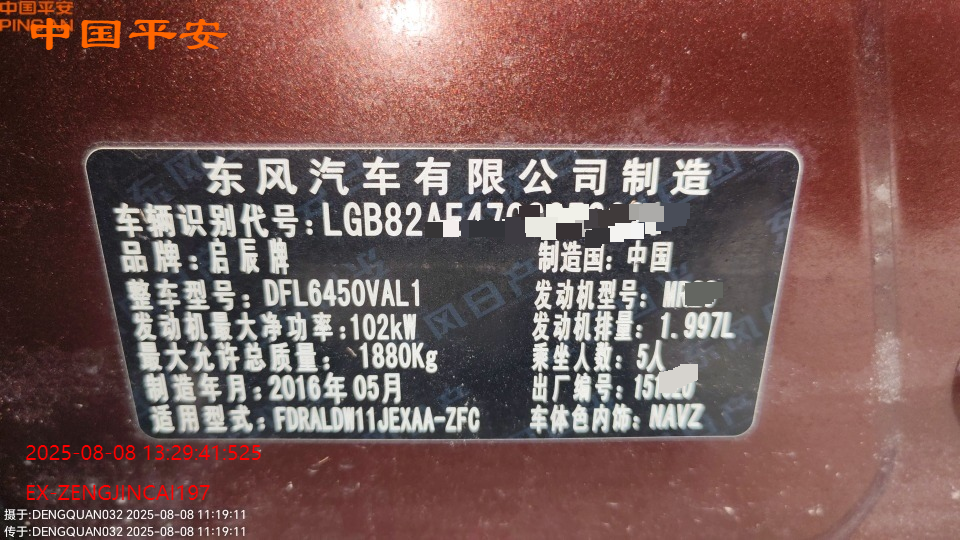 中国平安
PINGAN
中国平安
东风汽车有限公司制造
车辆识别代号:LGB82AE47
品牌:启辰牌 制造国:中国
整车型号:DFL6450VAL1 发动机型号:
发动机最大净功率:102kW 发动机排量:1.997L
最大允许总质量:1880Kg 乘坐人数:5人
制造年月:2016年05月 出厂编号:
适用型式:FDRALDW11JEXAA-ZFC 车体色内饰:NAVZ
2025-08-08 13:29:41:525
EX-ZENGJINCAI197
摄于:DENGQUAN032 2025-08-08 11:19:11
传于:DENGQUAN032 2025-08-08 11:19:11